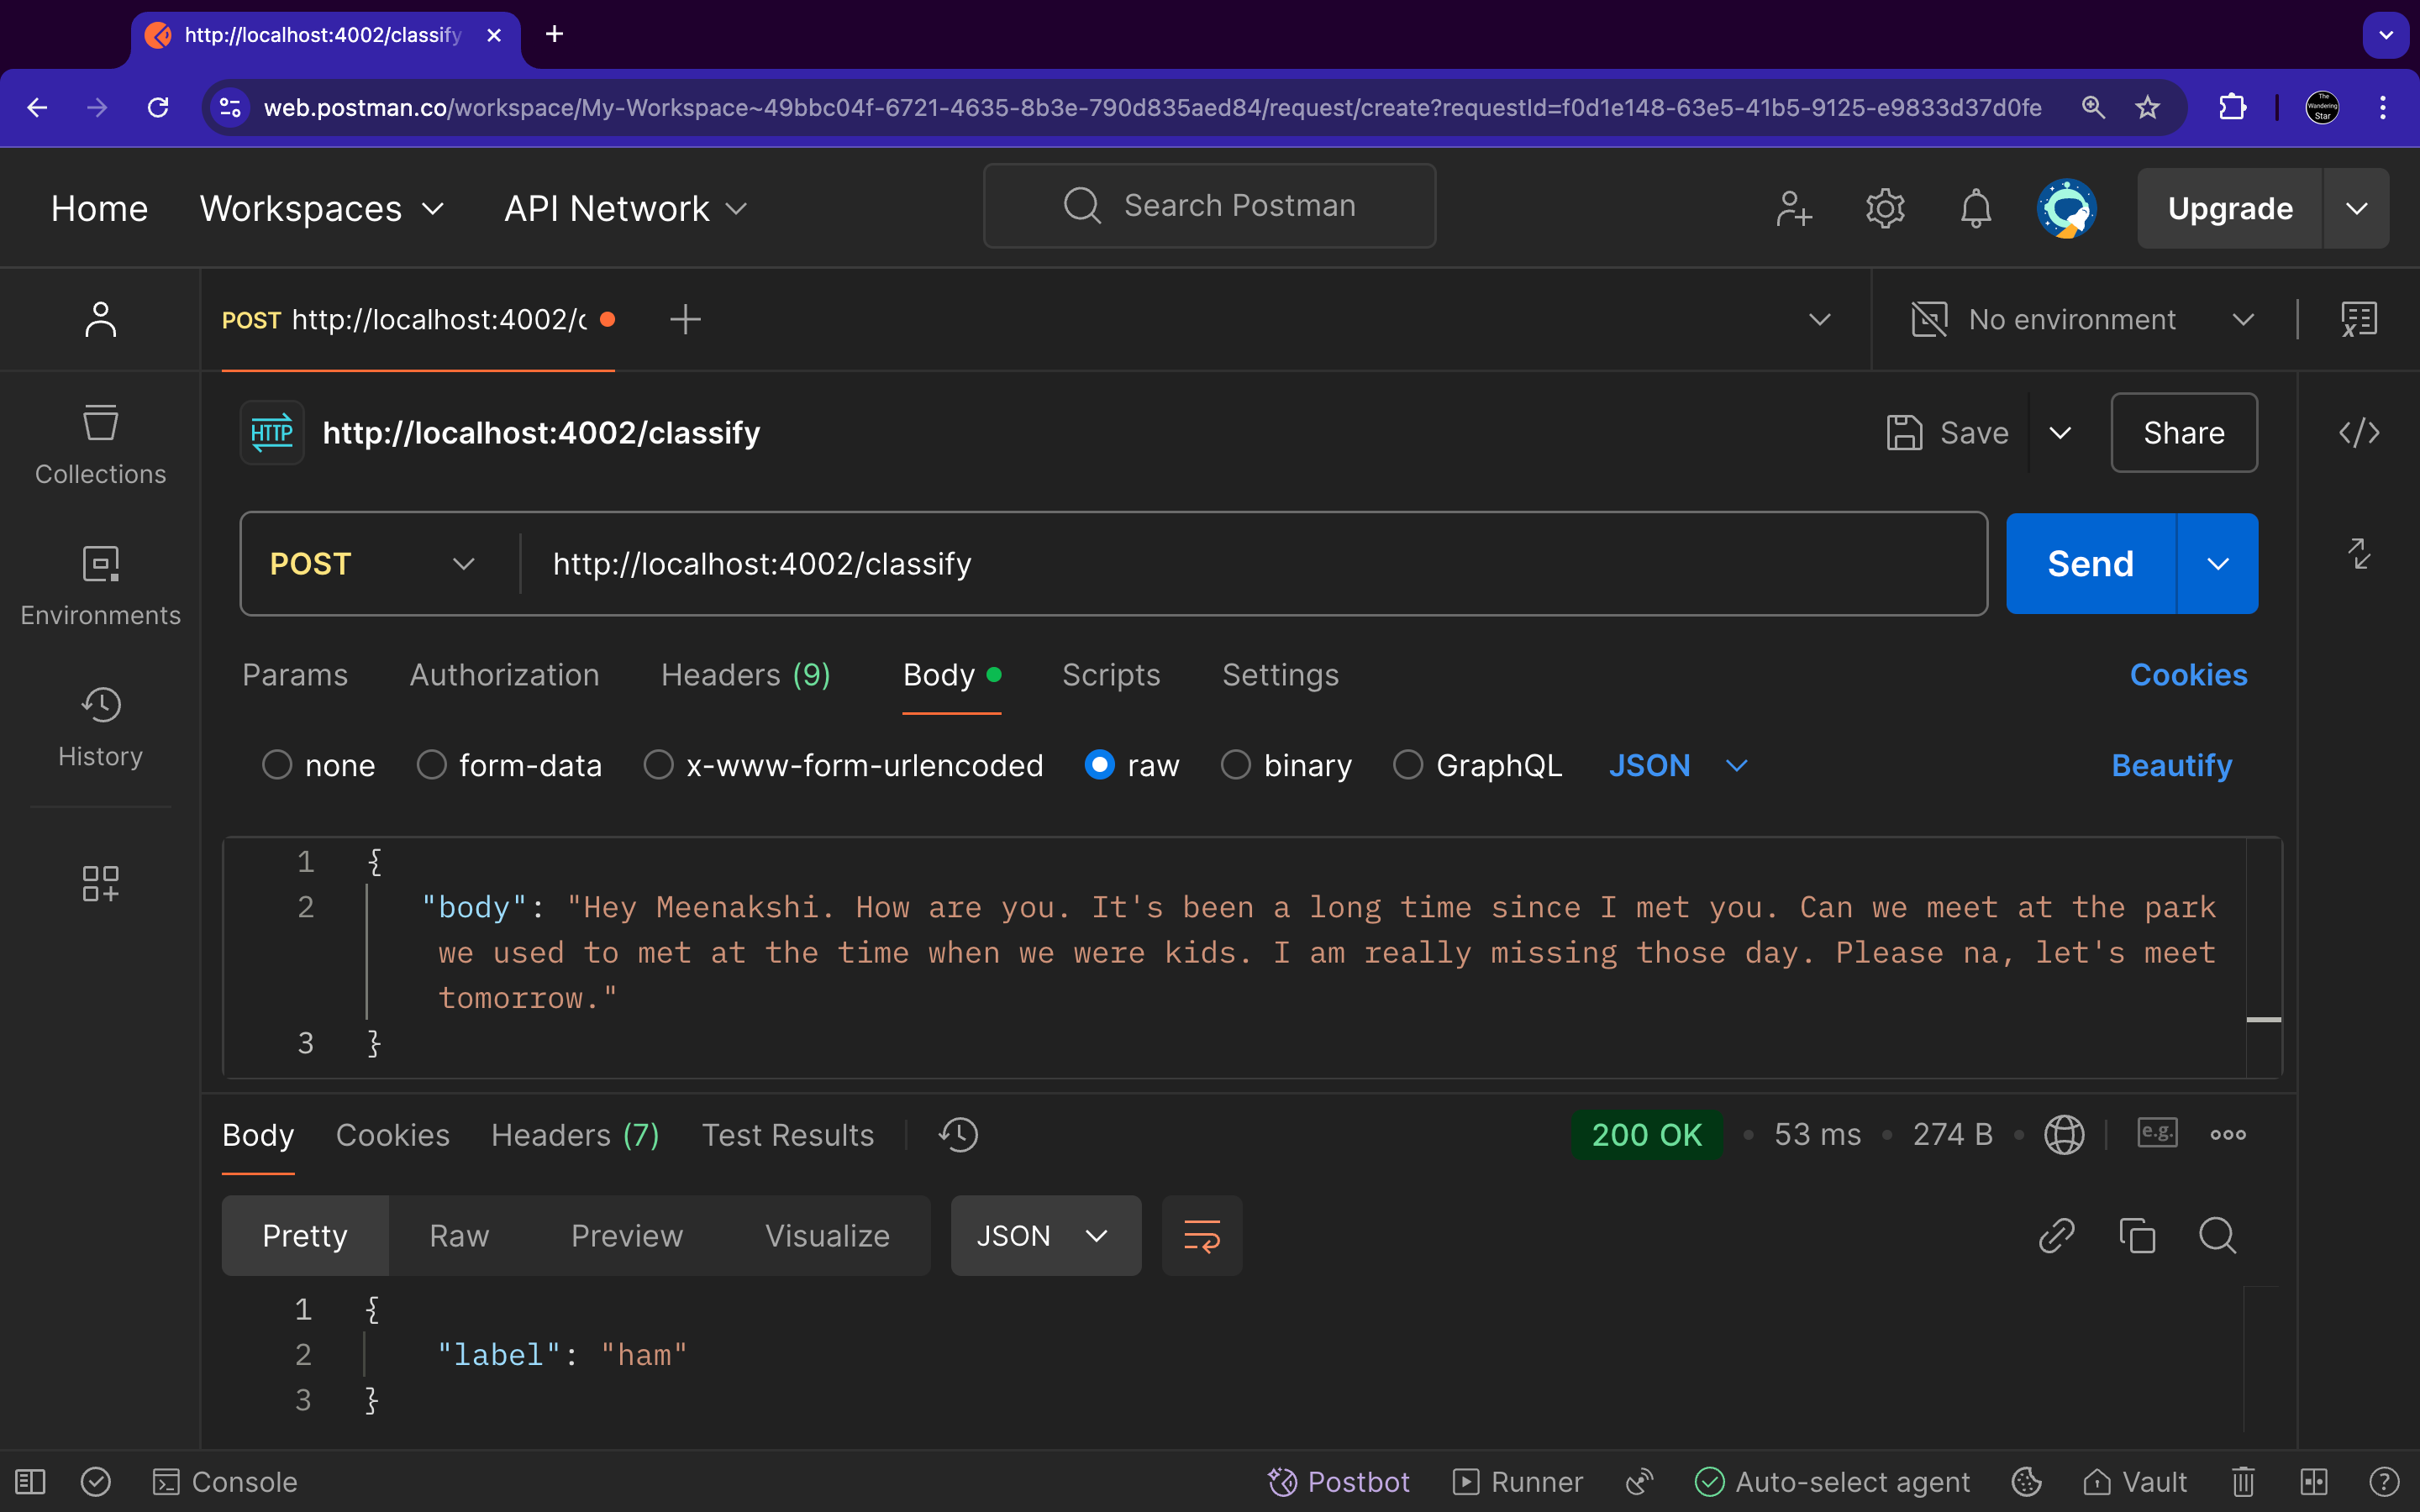 http://localhost:4002/classify
web.postman.co/workspace/My-Workspace~49bbc04f-6721-4635-8b3e-790d835aed84/request/create?requestId=f0d1e148-63e5-41b5-9125-e9833d37d0fe
The Wandering Star
Home Workspaces API Network Search Postman Upgrade
POST http://localhost:4002/c No environment
HTTP http://localhost:4002/classify Save Share
Collections
Environments
History
POST http://localhost:4002/classify Send
Params Authorization Headers (9) Body Scripts Settings Cookies
none form-data x-www-form-urlencoded raw binary GraphQL JSON Beautify
1 {
2 "body": "Hey Meenakshi. How are you. It's been a long time since I met you. Can we meet at the park
we used to met at the time when we were kids. I am really missing those day. Please na, let's meet
tomorrow."
3 }
Body Cookies Headers (7) Test Results 200 OK • 53 ms • 274 B • e.g.
Pretty Raw Preview Visualize JSON
1 {
2 "label": "ham"
3 }
Console Postbot Runner Auto-select agent Vault